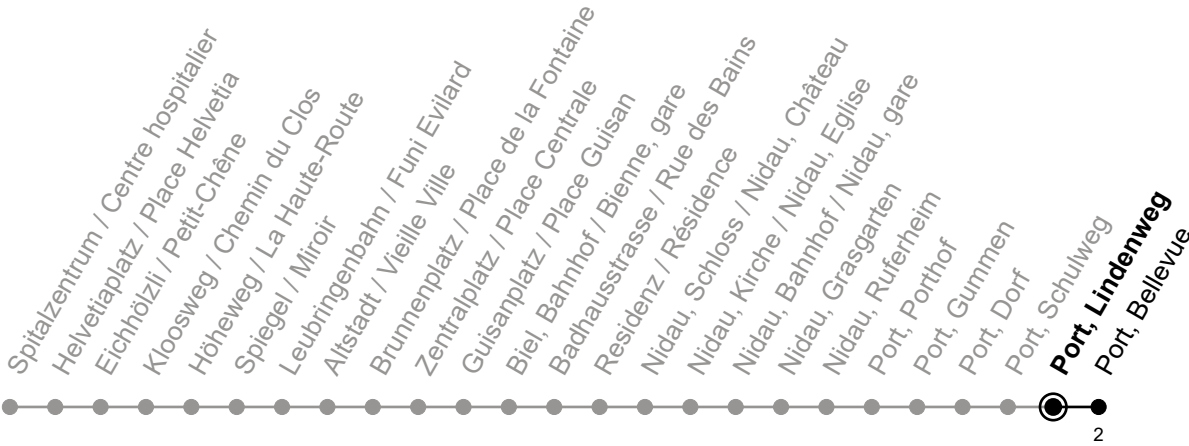 Spitalzentrum / Centre hospitalier
Helvetiaplatz / Place Helvetia
Eichhölzli / Petit-Chêne
Kloosweg / Chemin du Clos
Höheweg / La Haute-Route
Spiegel / Miroir
Leubringenbahn / Funi Evilard
Altstadt / Vieille Ville
Brunnenplatz / Place de la Fontaine
Zentralplatz / Place Centrale
Guisanplatz / Place Guisan
Biel, Bahnhof / Bienne, gare
Badhausstrasse / Rue des Bains
Residenz / Résidence
Nidau, Schloss / Nidau, Château
Nidau, Kirche / Nidau, Eglise
Nidau, Bahnhof / Nidau, gare
Nidau, Grasgarten
Nidau, Ruferheim
Port, Porthof
Port, Gummen
Port, Dorf
Port, Schulweg
Port, Lindenweg
Port, Bellevue
2